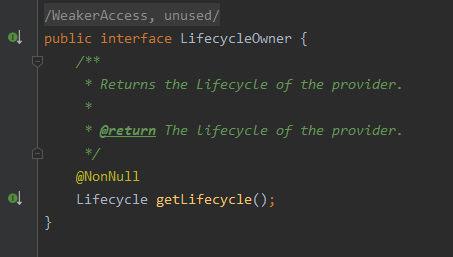 /WeakerAccess, unused/
public interface LifecycleOwner {
/**
* Returns the Lifecycle of the provider.
*
* @return The lifecycle of the provider.
*/
@NonNull
Lifecycle getLifecycle();
}